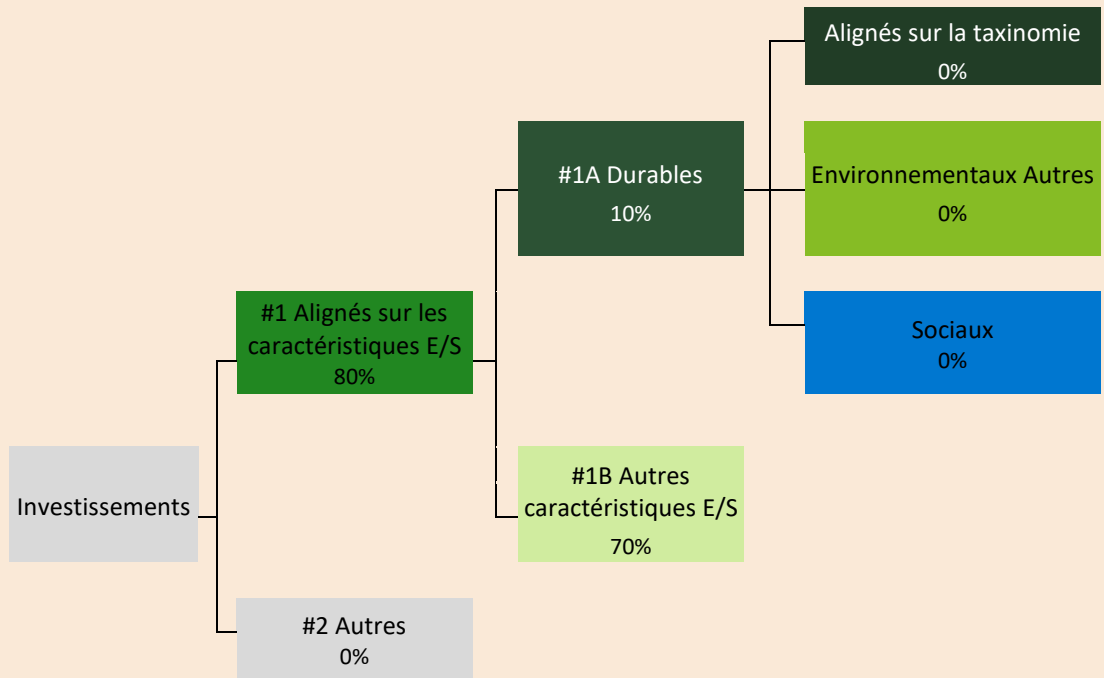 Alignés sur la taxinomie
0%
#1A Durables
10%
Environnementaux Autres
0%
#1 Alignés sur les
caractéristiques E/S
80%
Sociaux
0%
Investissements
#1B Autres
caractéristiques E/S
70%
#2 Autres
0%